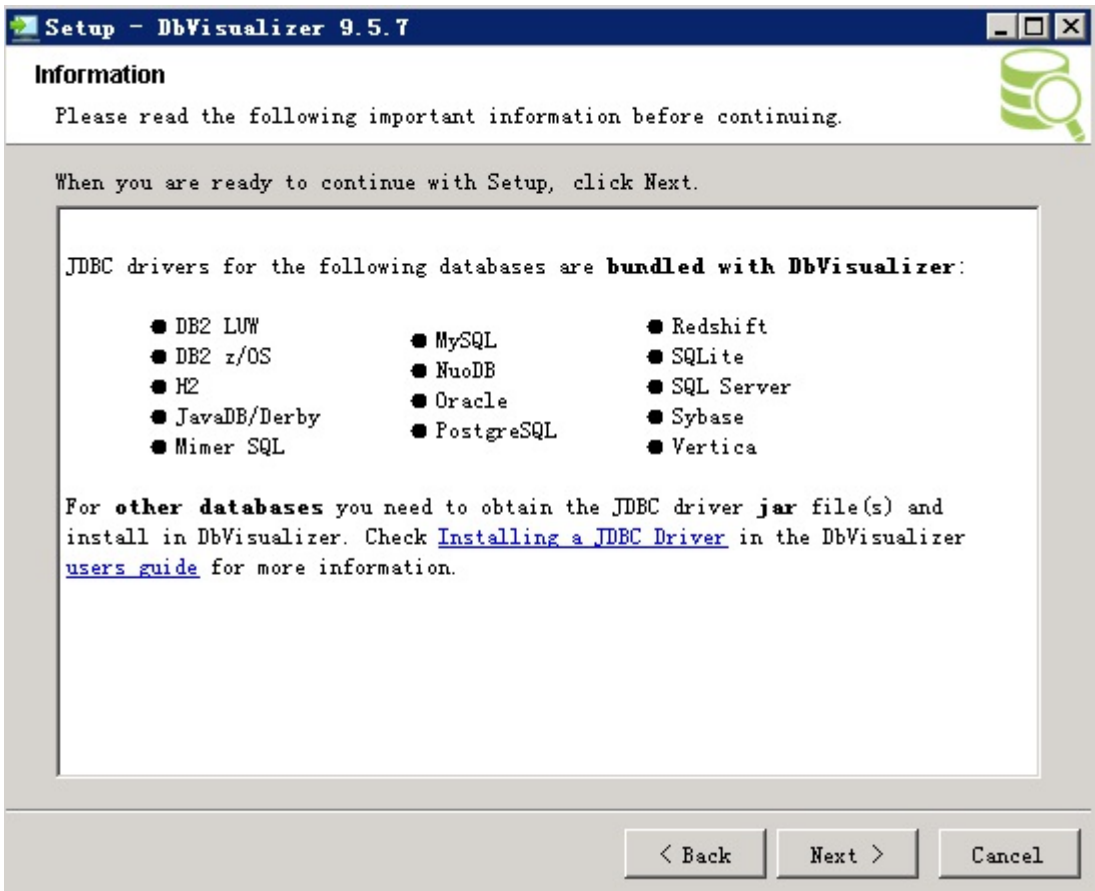 Setup - DbVisualizer 9.5.7
Information
Please read the following important information before continuing.
When you are ready to continue with Setup, click Next.
JDBC drivers for the following databases are bundled with DbVisualizer:
DB2 LUW
DB2 z/OS
H2
JavaDB/Derby
Mimer SQL
MySQL
NuoDB
Oracle
PostgreSQL
Redshift
SQLite
SQL Server
Sybase
Vertica
For other databases you need to obtain the JDBC driver jar file(s) and
install in DbVisualizer. Check Installing a JDBC Driver in the DbVisualizer
users guide for more information.
< Back
Next >
Cancel